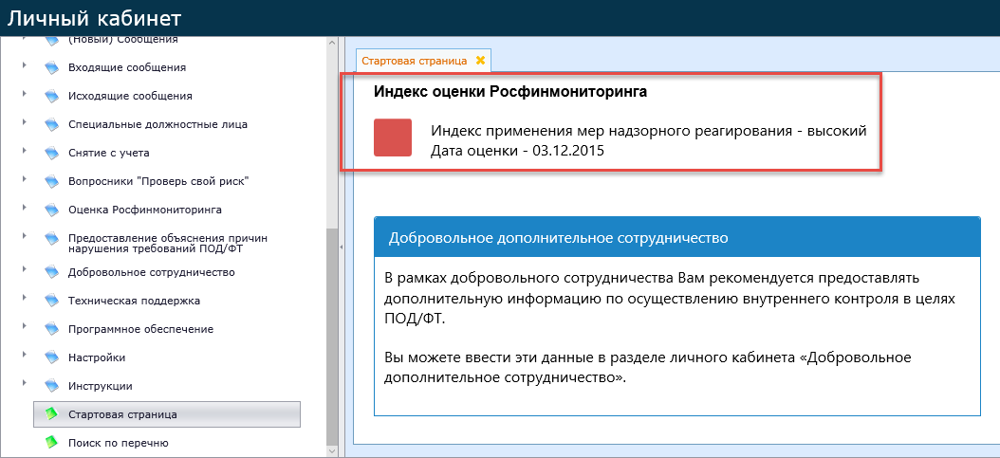 Личный кабинет
(Новый) Сообщения
Входящие сообщения
Исходящие сообщения
Специальные должностные лица
Снятие с учета
Вопросники "Проверь свой риск"
Оценка Росфинмониторинга
Предоставление объяснения причин
нарушения требований ПОД/ФТ
Добровольное сотрудничество
Техническая поддержка
Программное обеспечение
Настройки
Инструкции
Стартовая страница
Поиск по перечню
Стартовая страница
Индекс оценки Росфинмониторинга
Индекс применения мер надзорного реагирования - высокий
Дата оценки - 03.12.2015
Добровольное дополнительное сотрудничество
В рамках добровольного сотрудничества Вам рекомендуется предоставлять
дополнительную информацию по осуществлению внутреннего контроля в целях
ПОД/ФТ.
Вы можете ввести эти данные в разделе личного кабинета «Добровольное
дополнительное сотрудничество».